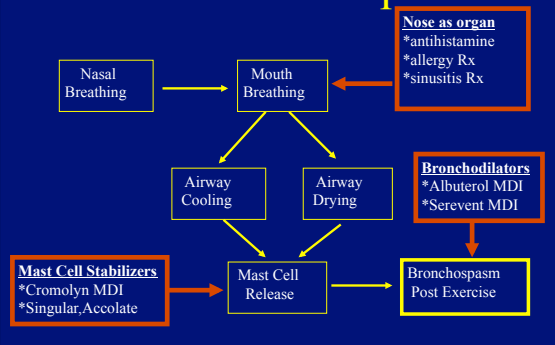 Nose as organ
*antihistamine
*allergy Rx
*sinusitis Rx
Nasal
Breathing
Mouth
Breathing
Airway
Cooling
Airway
Drying
Bronchodilators
*Albuterol MDI
*Serevent MDI
Mast Cell Stabilizers
*Cromolyn MDI
*Singular,Accolate
Mast Cell
Release
Bronchospasm
Post Exercise